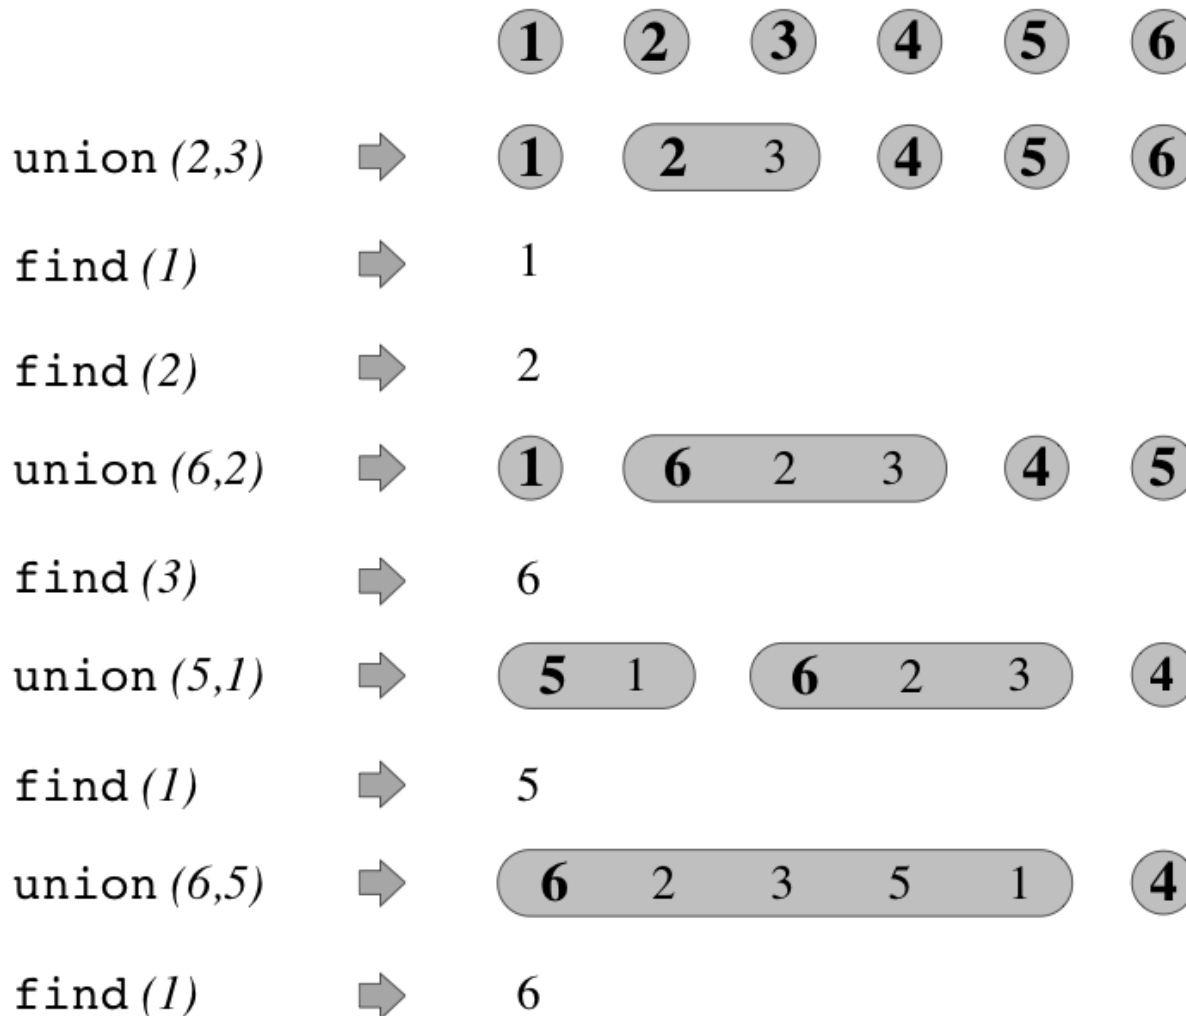 1 2 3 4 5 6
union (2,3) 1 2 3 4 5 6
find (1) 1
find (2) 2
union (6,2) 1 6 2 3 4 5
find (3) 6
union (5,1) 5 1 6 2 3 4
find (1) 5
union (6,5) 6 2 3 5 1 4
find (1) 6